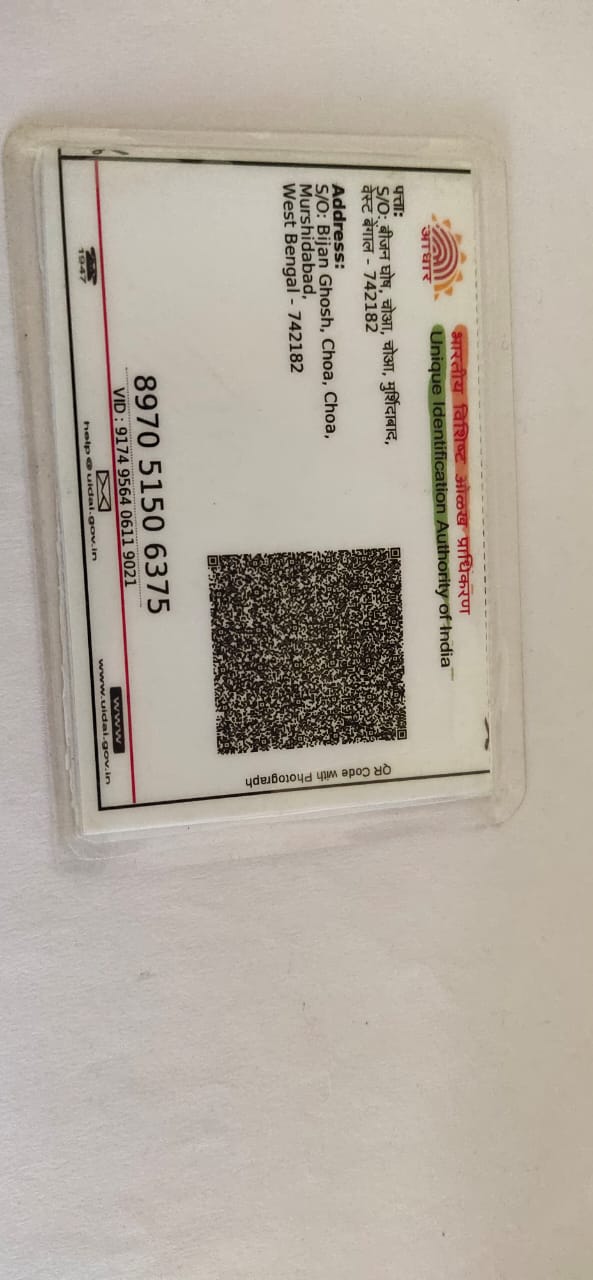 भारतीय विशिष्ट ओळख प्राधिकरण
Unique Identification Authority of India
आधार
पत्ता:
S/O: बीजन घोष, चोआ, चोआ, मुर्शिदाबाद,
वेस्ट बेंगाल - 742182
Address:
S/O: Bijan Ghosh, Choa, Choa,
Murshidabad,
West Bengal - 742182
QR Code with Photograph
8970 5150 6375
VID : 9174 9564 0611 9021
1947
help@uidai.gov.in
WWW
www.uidai.gov.in